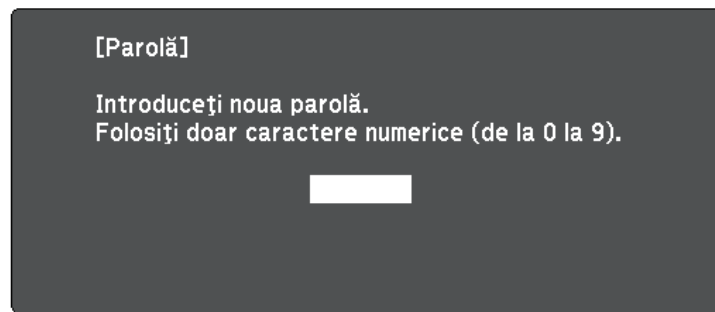 [Parolă]
Introduceţi noua parolă.
Folosiţi doar caractere numerice (de la 0 la 9).